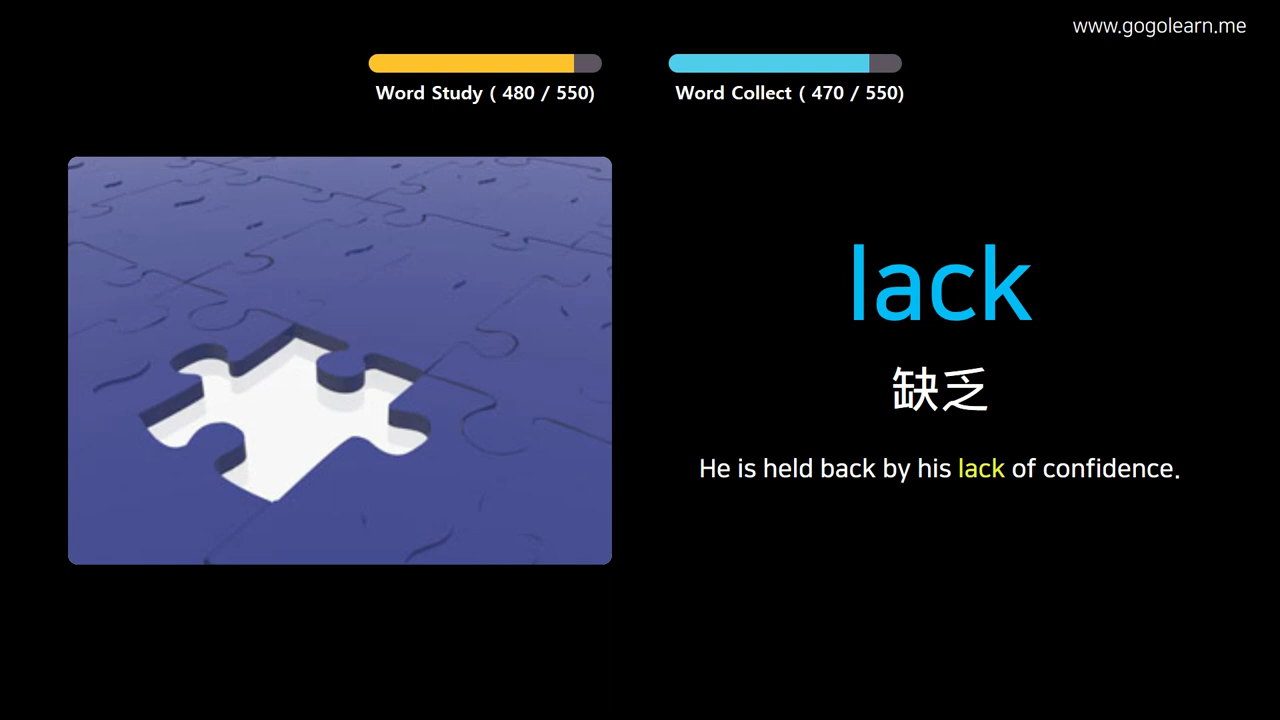 www.gogolearn.me
Word Study ( 480 / 550)
Word Collect ( 470 / 550)
lack
缺乏
He is held back by his lack of confidence.